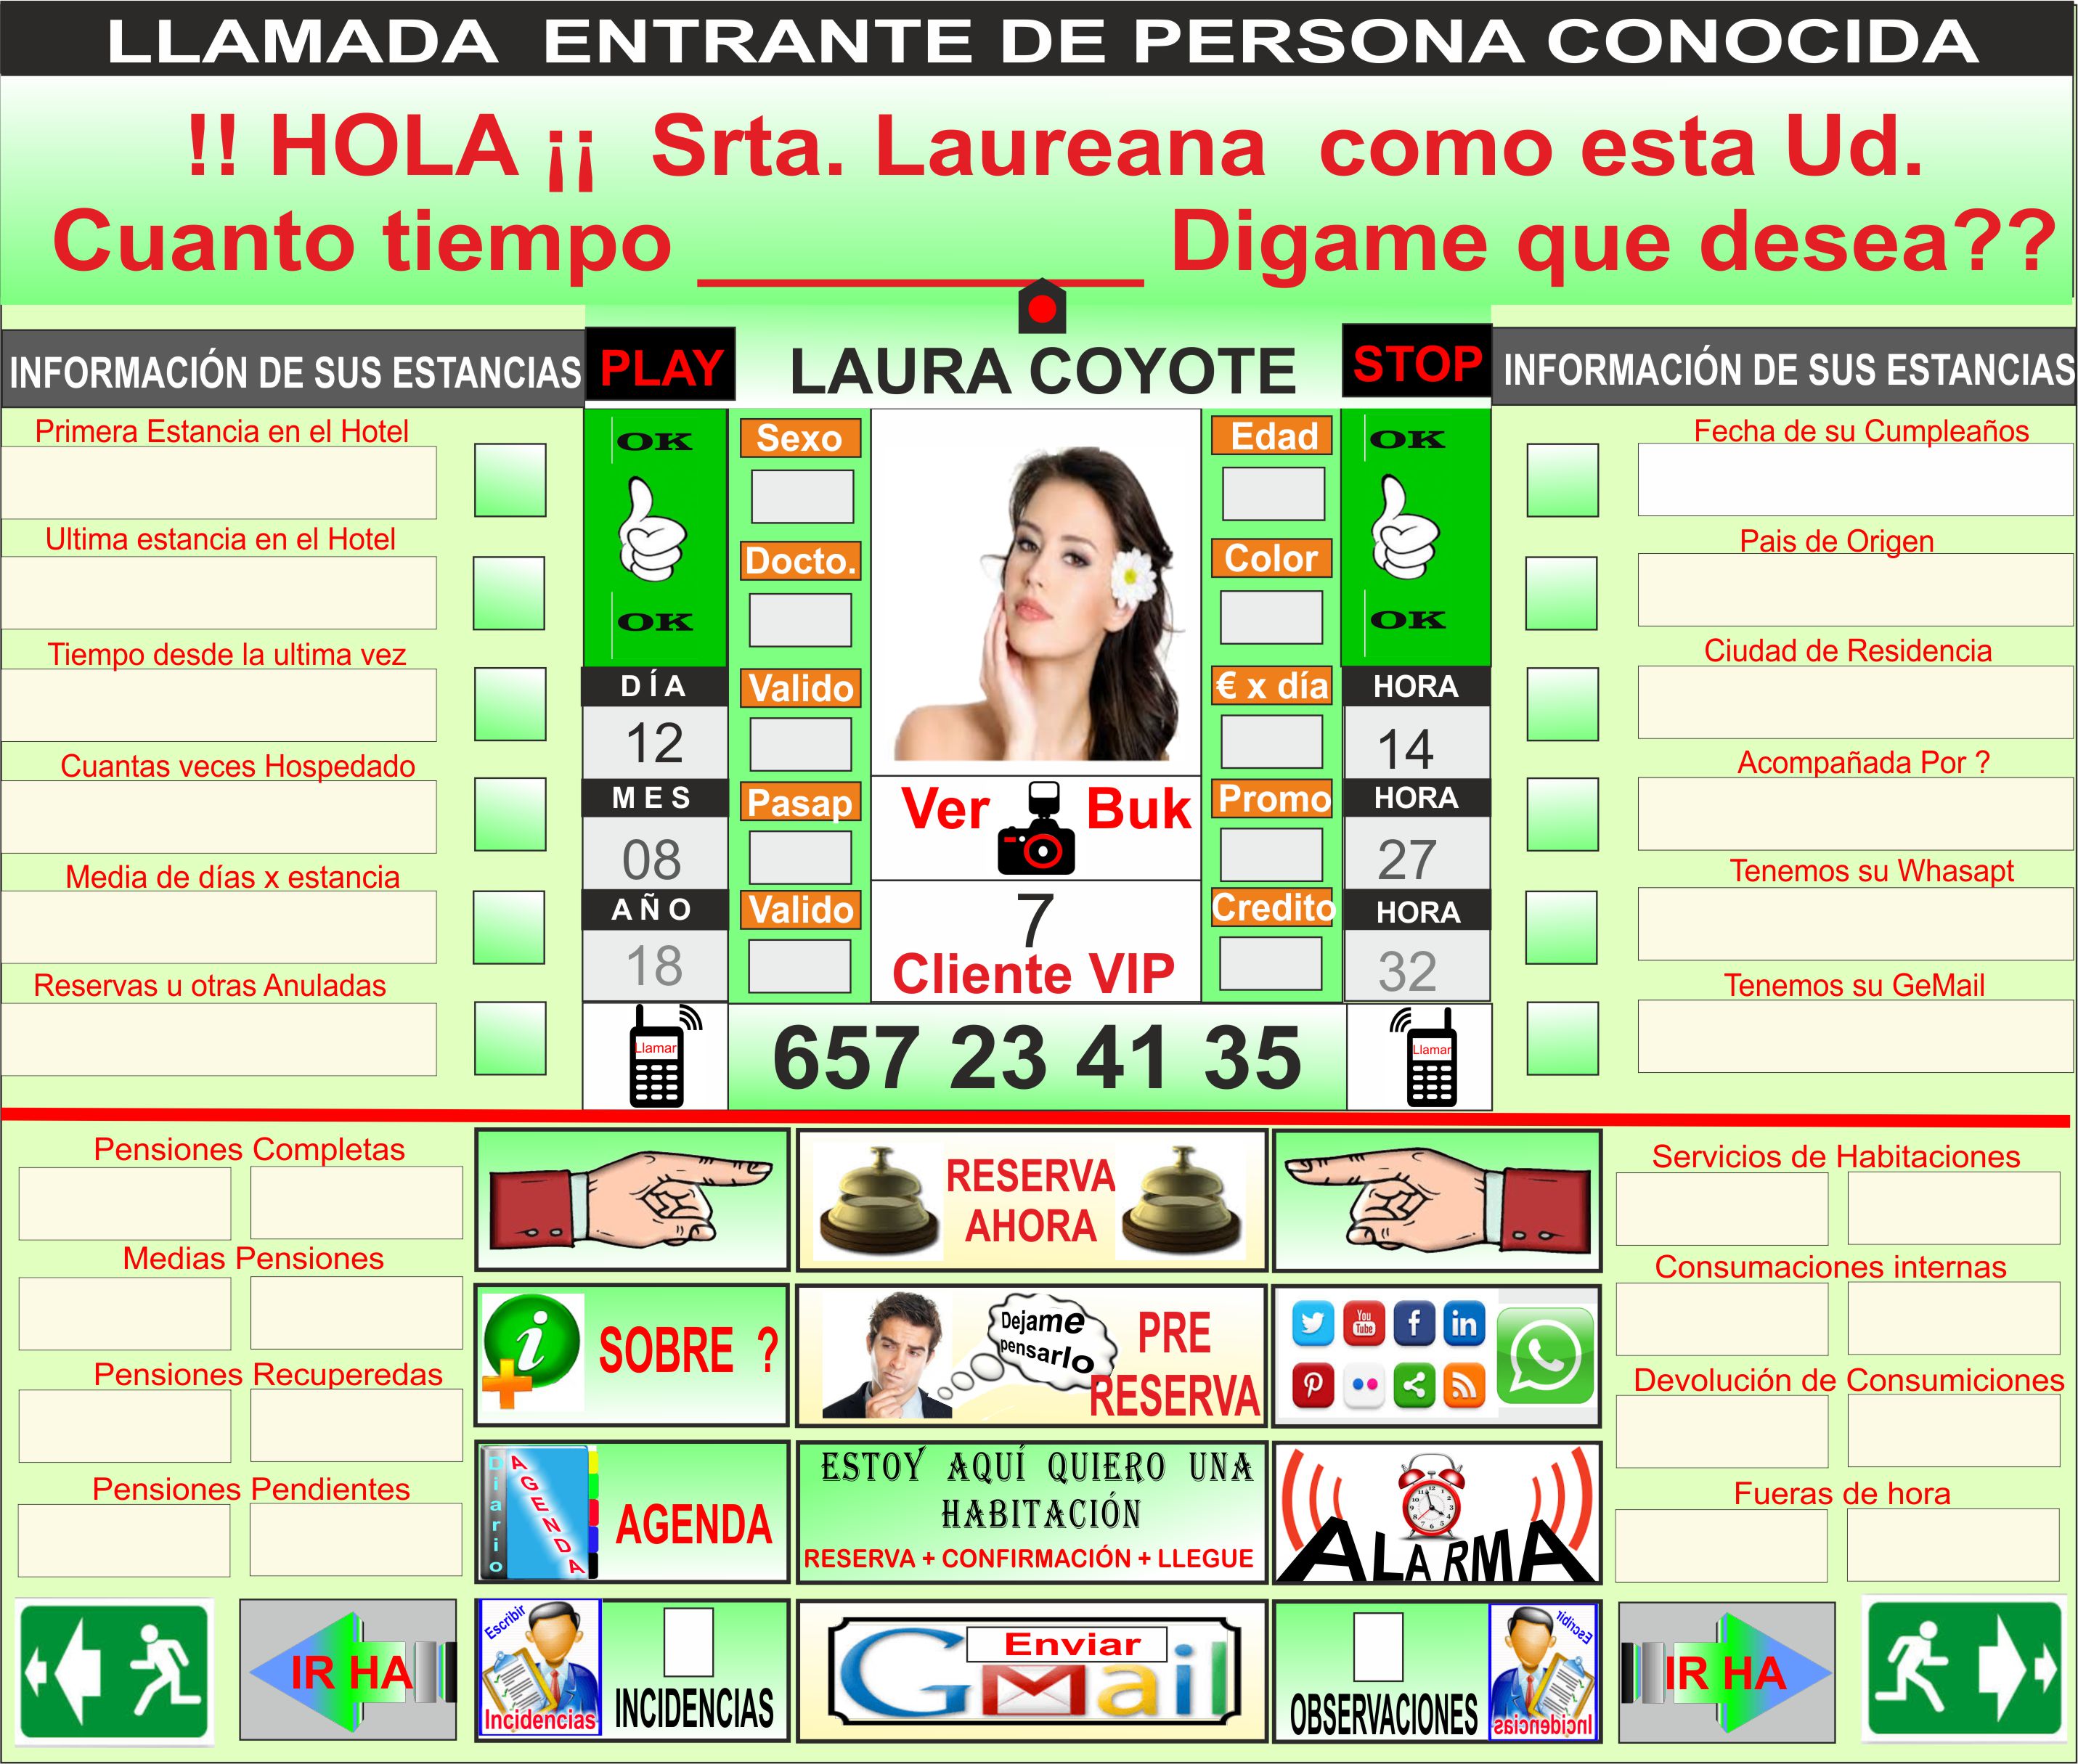 LLAMADA ENTRANTE DE PERSONA CONOCIDA
!! HOLA ¡¡ Srta. Laureana como esta Ud.
Cuanto tiempo ________ Digame que desea??
INFORMACIÓN DE SUS ESTANCIAS
PLAY
LAURA COYOTE
STOP
INFORMACIÓN DE SUS ESTANCIAS
Primera Estancia en el Hotel
Ultima estancia en el Hotel
Tiempo desde la ultima vez
Cuantas veces Hospedado
Media de días x estancia
Reservas u otras Anuladas
OK
OK
DÍA
12
MES
08
AÑO
18
Llamar
Sexo
Docto.
Valido
Pasap
Valido
Ver Buk
7
Cliente VIP
657 23 41 35
Edad
Color
€ x día
Promo
Credito
OK
OK
HORA
14
HORA
27
HORA
32
Llamar
Fecha de su Cumpleaños
Pais de Origen
Ciudad de Residencia
Acompañada Por ?
Tenemos su Whasapt
Tenemos su GeMail
Pensiones Completas
Medias Pensiones
Pensiones Recuperedas
Pensiones Pendientes
RESERVA
AHORA
SOBRE ?
Dejame
pensarlo
PRE
RESERVA
You
Tube
f
in
Diario
AGENDA
AGENDA
ESTOY AQUÍ QUIERO UNA
HABITACIÓN
RESERVA + CONFIRMACIÓN + LLEGUE
ALARMA
Servicios de Habitaciones
Consumaciones internas
Devolución de Consumiciones
Fueras de hora
IR HA
Escribir
Incidencias
INCIDENCIAS
Enviar
GMail
OBSERVACIONES
Escribir
Incidencias
IR HA